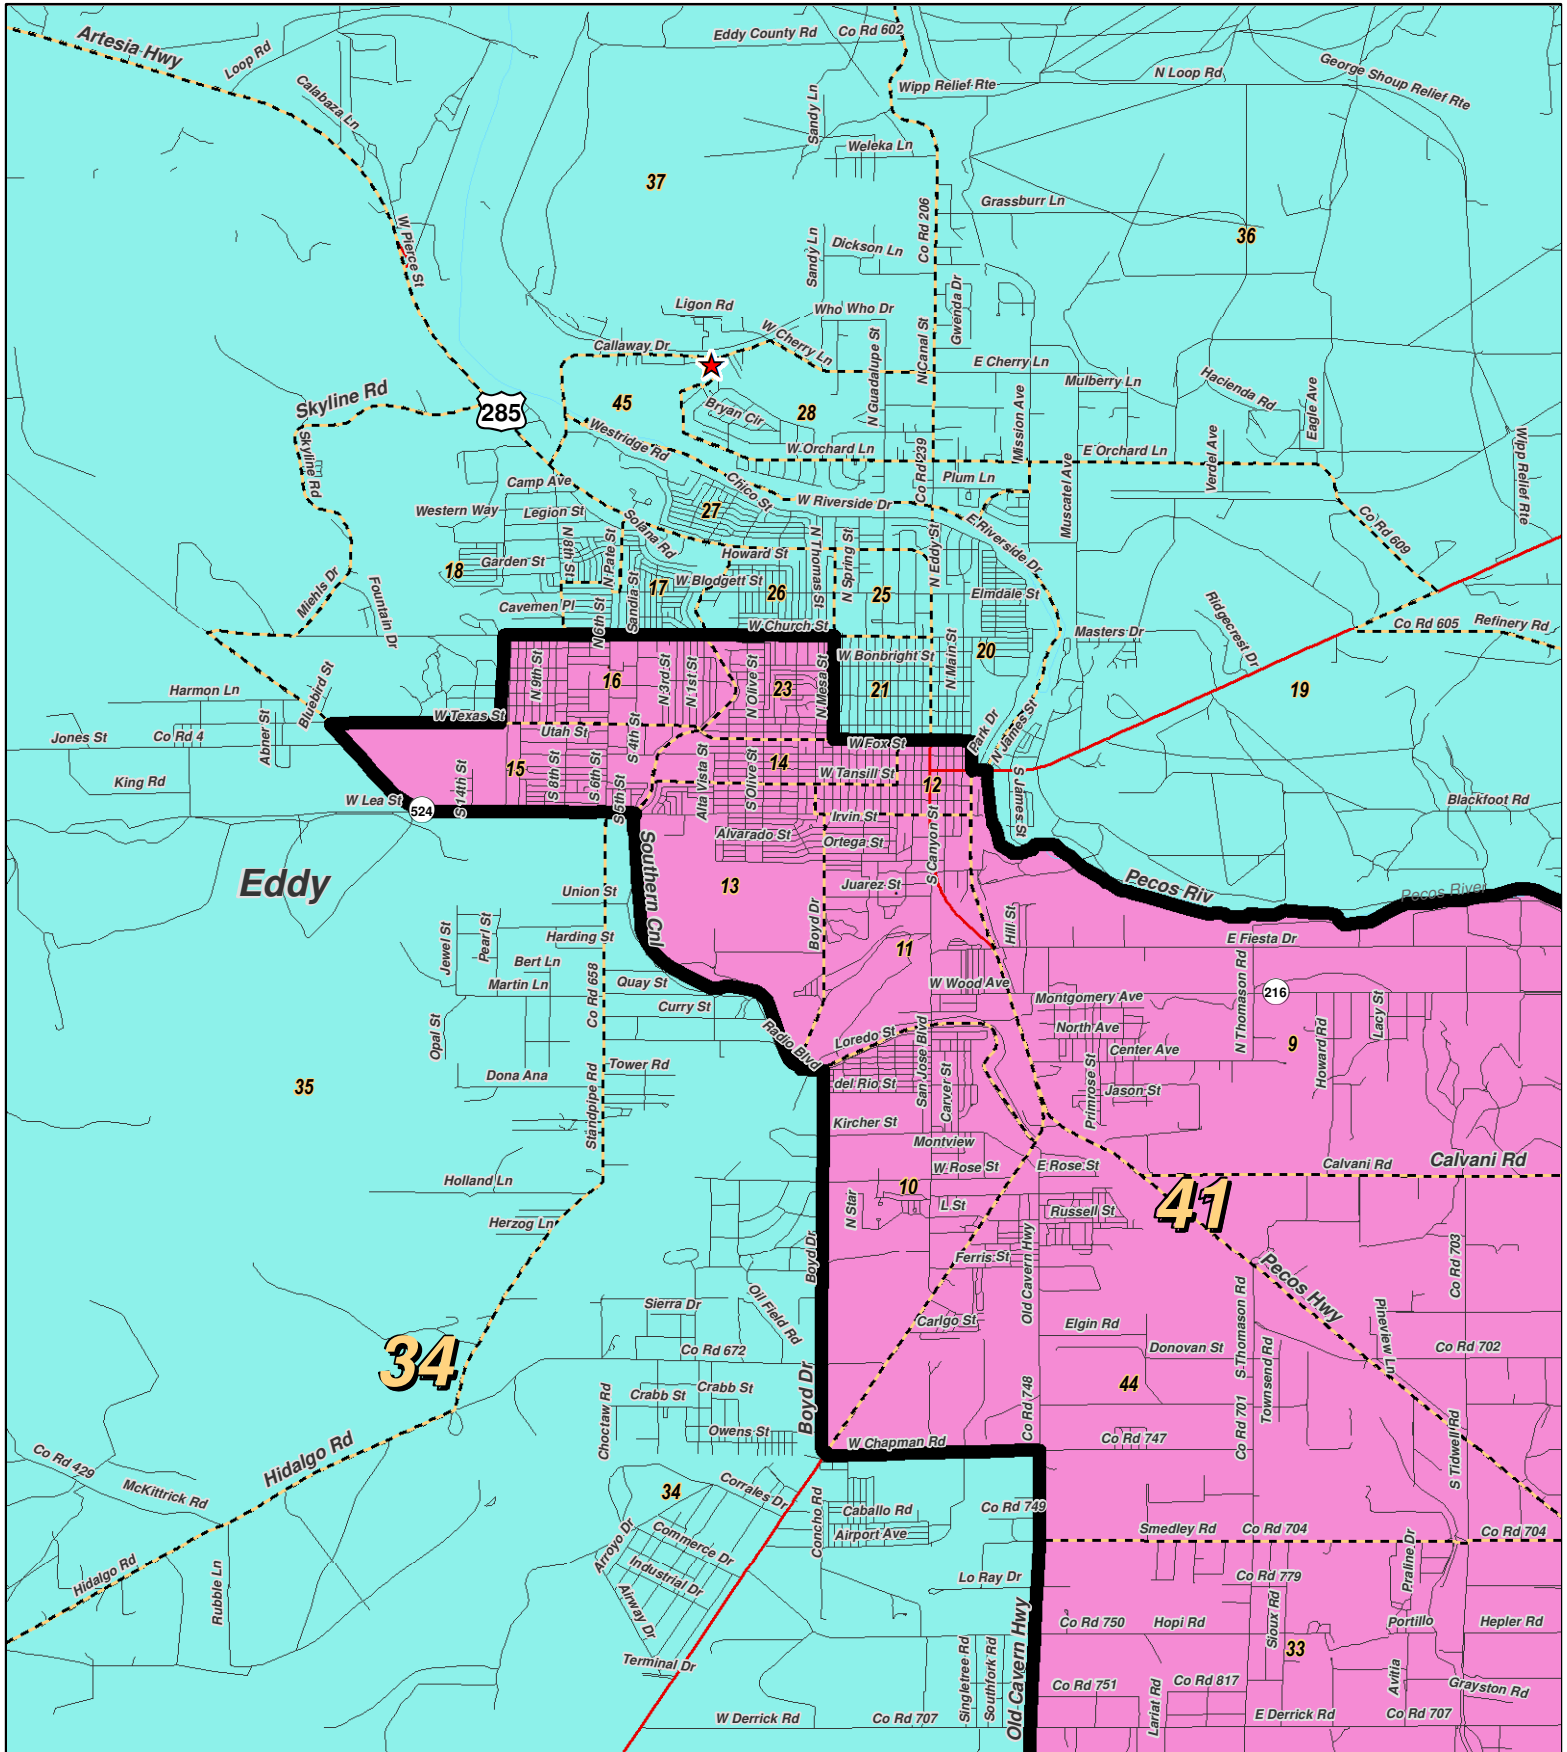 Artesia Hwy
Loop Rd
Calabaza Ln
Eddy County Rd
Co Rd 602
Wipp Relief Rte
N Loop Rd
George Shoup Relief Rte
Sandy Ln
Weleka Ln
37
Grassburr Ln
Co Rd 206
36
W Pierce St
Sandy Ln
Dickson Ln
Gwenda Dr
Ligon Rd
Who Who Dr
Callaway Dr
W Cherry Ln
N Guadalupe St
N Canal St
E Cherry Ln
Mulberry Ln
Hacienda Rd
Eagle Ave
Skyline Rd
285
45
Bryan Cir
28
Mission Ave
Westridge Rd
W Orchard Ln
E Orchard Ln
Verdel Ave
Wipp Relief Rte
Skyline Rd
Camp Ave
Chico St
Co Rd 239
Plum Ln
Muscatel Ave
Western Way
Legion St
27
W Riverside Dr
Co Rd 609
Solana Rd
N 8th St
N Pate St
Howard St
N Thomas St
N Spring St
N Eddy St
E Riverside Dr
18
Garden St
Sandia St
17
W Blodgett St
26
25
Elmdale St
Miehls Dr
Fountain Dr
Cavemen Pl
N 6th St
W Church St
Ridgecrest Dr
Masters Dr
Co Rd 605
Refinery Rd
W Bonbright St
N Main St
20
Harmon Ln
Bluebird St
N 9th St
16
N 3rd St
N 1st St
N Olive St
23
N Mesa St
21
19
W Texas St
Park Dr
N James St
Jones St
Co Rd 4
Abner St
Utah St
S 4th St
W Fox St
King Rd
15
S 8th St
S 6th St
Alta Vista St
S Olive St
14
W Tansill St
12
S James St
W Lea St
524
S 14th St
S 5th St
Irvin St
Blackfoot Rd
Alvarado St
Ortega St
S Canyon St
Eddy
Southern Cnl
13
Juarez St
Pecos Riv
Pecos River
Union St
Jewel St
Pearl St
Harding St
Boyd Dr
11
Hill St
E Fiesta Dr
Bert Ln
Martin Ln
Quay St
W Wood Ave
Montgomery Ave
N Thomason Rd
216
Lacy St
Opal St
Co Rd 658
Curry St
Radio Blvd
Loredo St
San Jose Blvd
North Ave
Center Ave
9
Howard Rd
35
Dona Ana
Tower Rd
del Rio St
Carver St
Primrose St
Jason St
Standpipe Rd
Kircher St
Montview
W Rose St
E Rose St
Calvani Rd
Calvani Rd
Holland Ln
10
41
Herzog Ln
N Star
L St
Russell St
Boyd Dr
Ferris St
Old Cavern Hwy
Pecos Hwy
Co Rd 703
Sierra Dr
Oil Field Rd
Carlgo St
Elgin Rd
S Thomason Rd
Pineview Ln
34
Co Rd 672
Donovan St
Townsend Rd
Co Rd 702
Choctaw Rd
Crabb St
Crabb St
Boyd Dr
Co Rd 748
44
Co Rd 701
S Tidwell Rd
Owens St
W Chapman Rd
Co Rd 747
Hidalgo Rd
Co Rd 429
McKittrick Rd
34
Corrales Dr
Concho Rd
Caballo Rd
Airport Ave
Co Rd 749
Smedley Rd
Co Rd 704
Co Rd 704
Arroyo Dr
Commerce Dr
Industrial Dr
Airway Dr
Lo Ray Dr
Co Rd 779
Praline Dr
Hidalgo Rd
Rubble Ln
Old Cavern Hwy
Co Rd 750
Hopi Rd
Sioux Rd
33
Portillo
Hepler Rd
Terminal Dr
Singletree Rd
Southfork Rd
Co Rd 751
Lariat Rd
Co Rd 817
Avitia
Grayston Rd
W Derrick Rd
Co Rd 707
E Derrick Rd
Co Rd 707